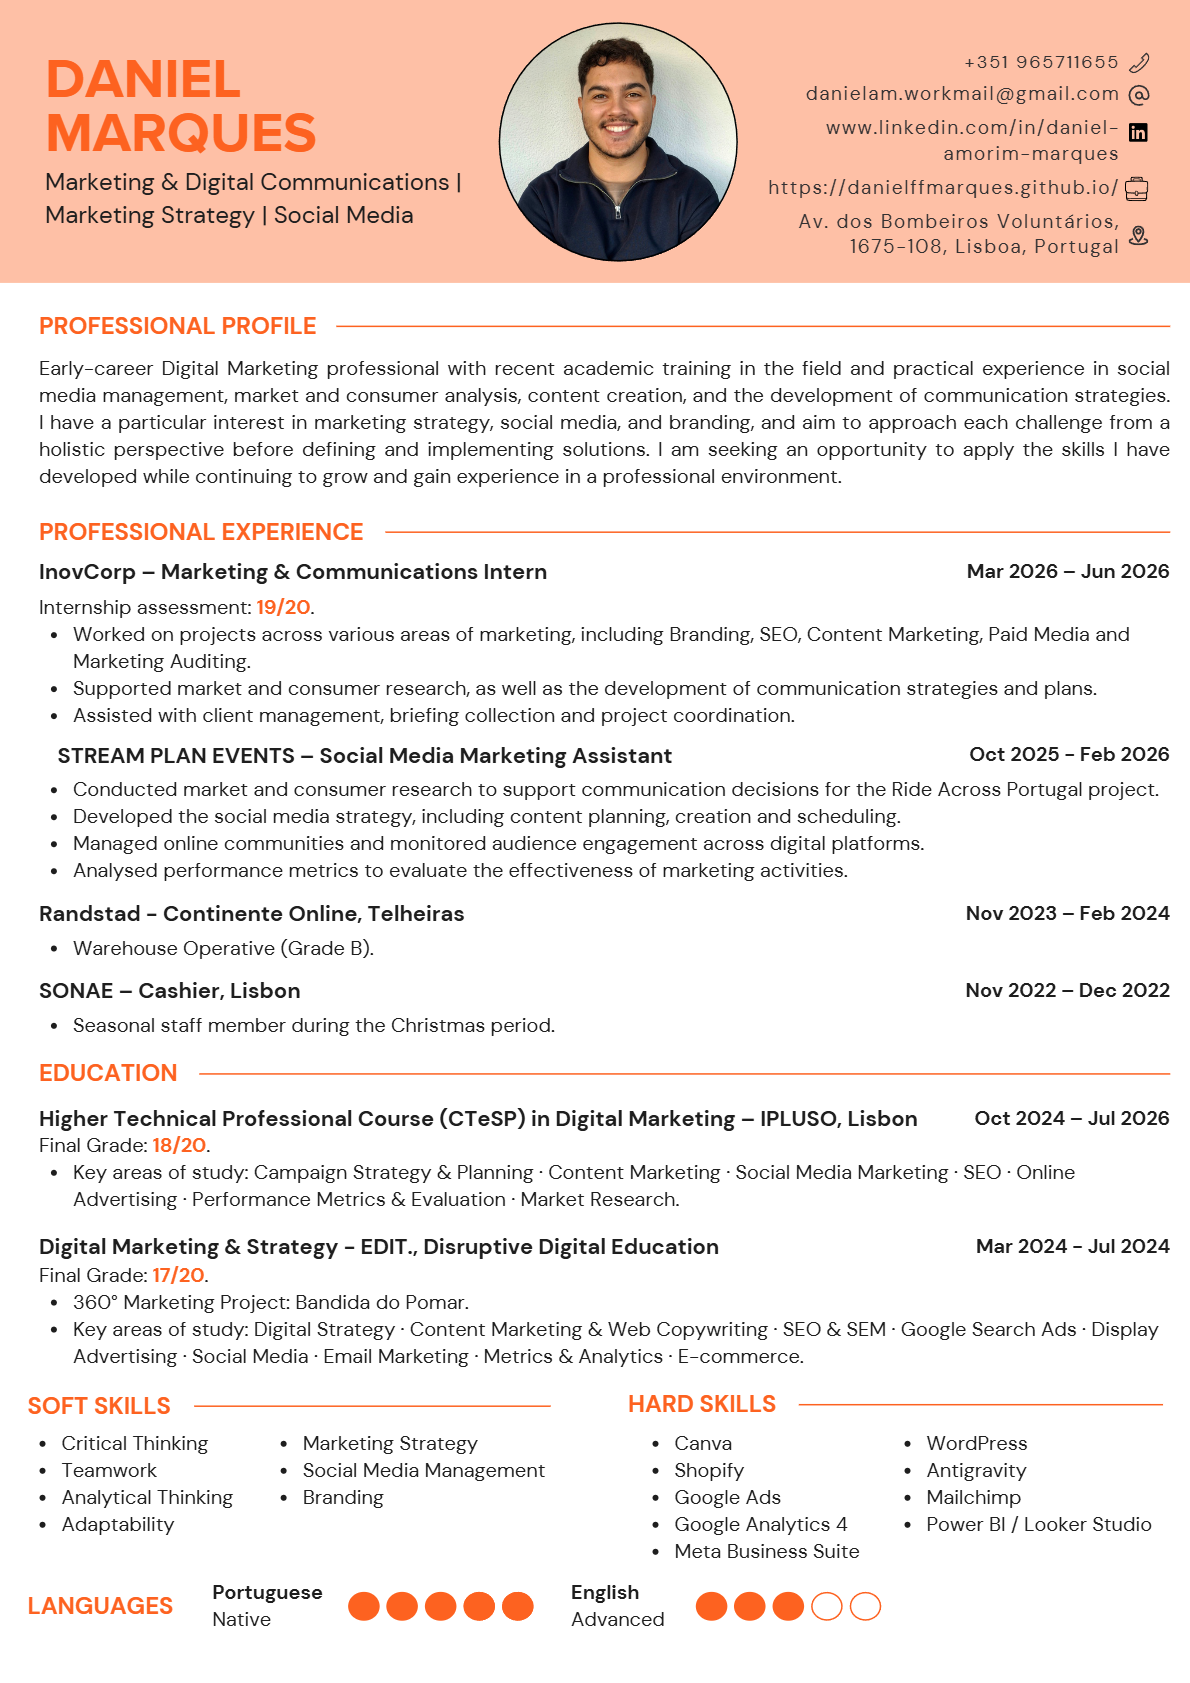 DANIEL
MARQUES
Marketing & Digital Communications |
Marketing Strategy | Social Media
+351 965711655
danielam.workmail@gmail.com
www.linkedin.com/in/daniel-
amorim-marques
https://danielffmarques.github.io/
Av. dos Bombeiros Voluntários,
1675-108, Lisboa, Portugal
PROFESSIONAL PROFILE
Early-career Digital Marketing professional with recent academic training in the field and practical experience in social
media management, market and consumer analysis, content creation, and the development of communication strategies.
I have a particular interest in marketing strategy, social media, and branding, and aim to approach each challenge from a
holistic perspective before defining and implementing solutions. I am seeking an opportunity to apply the skills I have
developed while continuing to grow and gain experience in a professional environment.
PROFESSIONAL EXPERIENCE
InovCorp – Marketing & Communications Intern Mar 2026 – Jun 2026
Internship assessment: 19/20.
• Worked on projects across various areas of marketing, including Branding, SEO, Content Marketing, Paid Media and
Marketing Auditing.
• Supported market and consumer research, as well as the development of communication strategies and plans.
• Assisted with client management, briefing collection and project coordination.
STREAM PLAN EVENTS – Social Media Marketing Assistant Oct 2025 - Feb 2026
• Conducted market and consumer research to support communication decisions for the Ride Across Portugal project.
• Developed the social media strategy, including content planning, creation and scheduling.
• Managed online communities and monitored audience engagement across digital platforms.
• Analysed performance metrics to evaluate the effectiveness of marketing activities.
Randstad - Continente Online, Telheiras Nov 2023 – Feb 2024
• Warehouse Operative (Grade B).
SONAE – Cashier, Lisbon Nov 2022 – Dec 2022
• Seasonal staff member during the Christmas period.
EDUCATION
Higher Technical Professional Course (CTeSP) in Digital Marketing – IPLUSO, Lisbon Oct 2024 – Jul 2026
Final Grade: 18/20.
• Key areas of study: Campaign Strategy & Planning · Content Marketing · Social Media Marketing · SEO · Online
Advertising · Performance Metrics & Evaluation · Market Research.
Digital Marketing & Strategy - EDIT., Disruptive Digital Education Mar 2024 - Jul 2024
Final Grade: 17/20.
• 360° Marketing Project: Bandida do Pomar.
• Key areas of study: Digital Strategy · Content Marketing & Web Copywriting · SEO & SEM · Google Search Ads · Display
Advertising · Social Media · Email Marketing · Metrics & Analytics · E-commerce.
SOFT SKILLS
• Critical Thinking
• Teamwork
• Analytical Thinking
• Adaptability
• Marketing Strategy
• Social Media Management
• Branding
HARD SKILLS
• Canva
• Shopify
• Google Ads
• Google Analytics 4
• Meta Business Suite
• WordPress
• Antigravity
• Mailchimp
• Power BI / Looker Studio
LANGUAGES
Portuguese
Native
English
Advanced